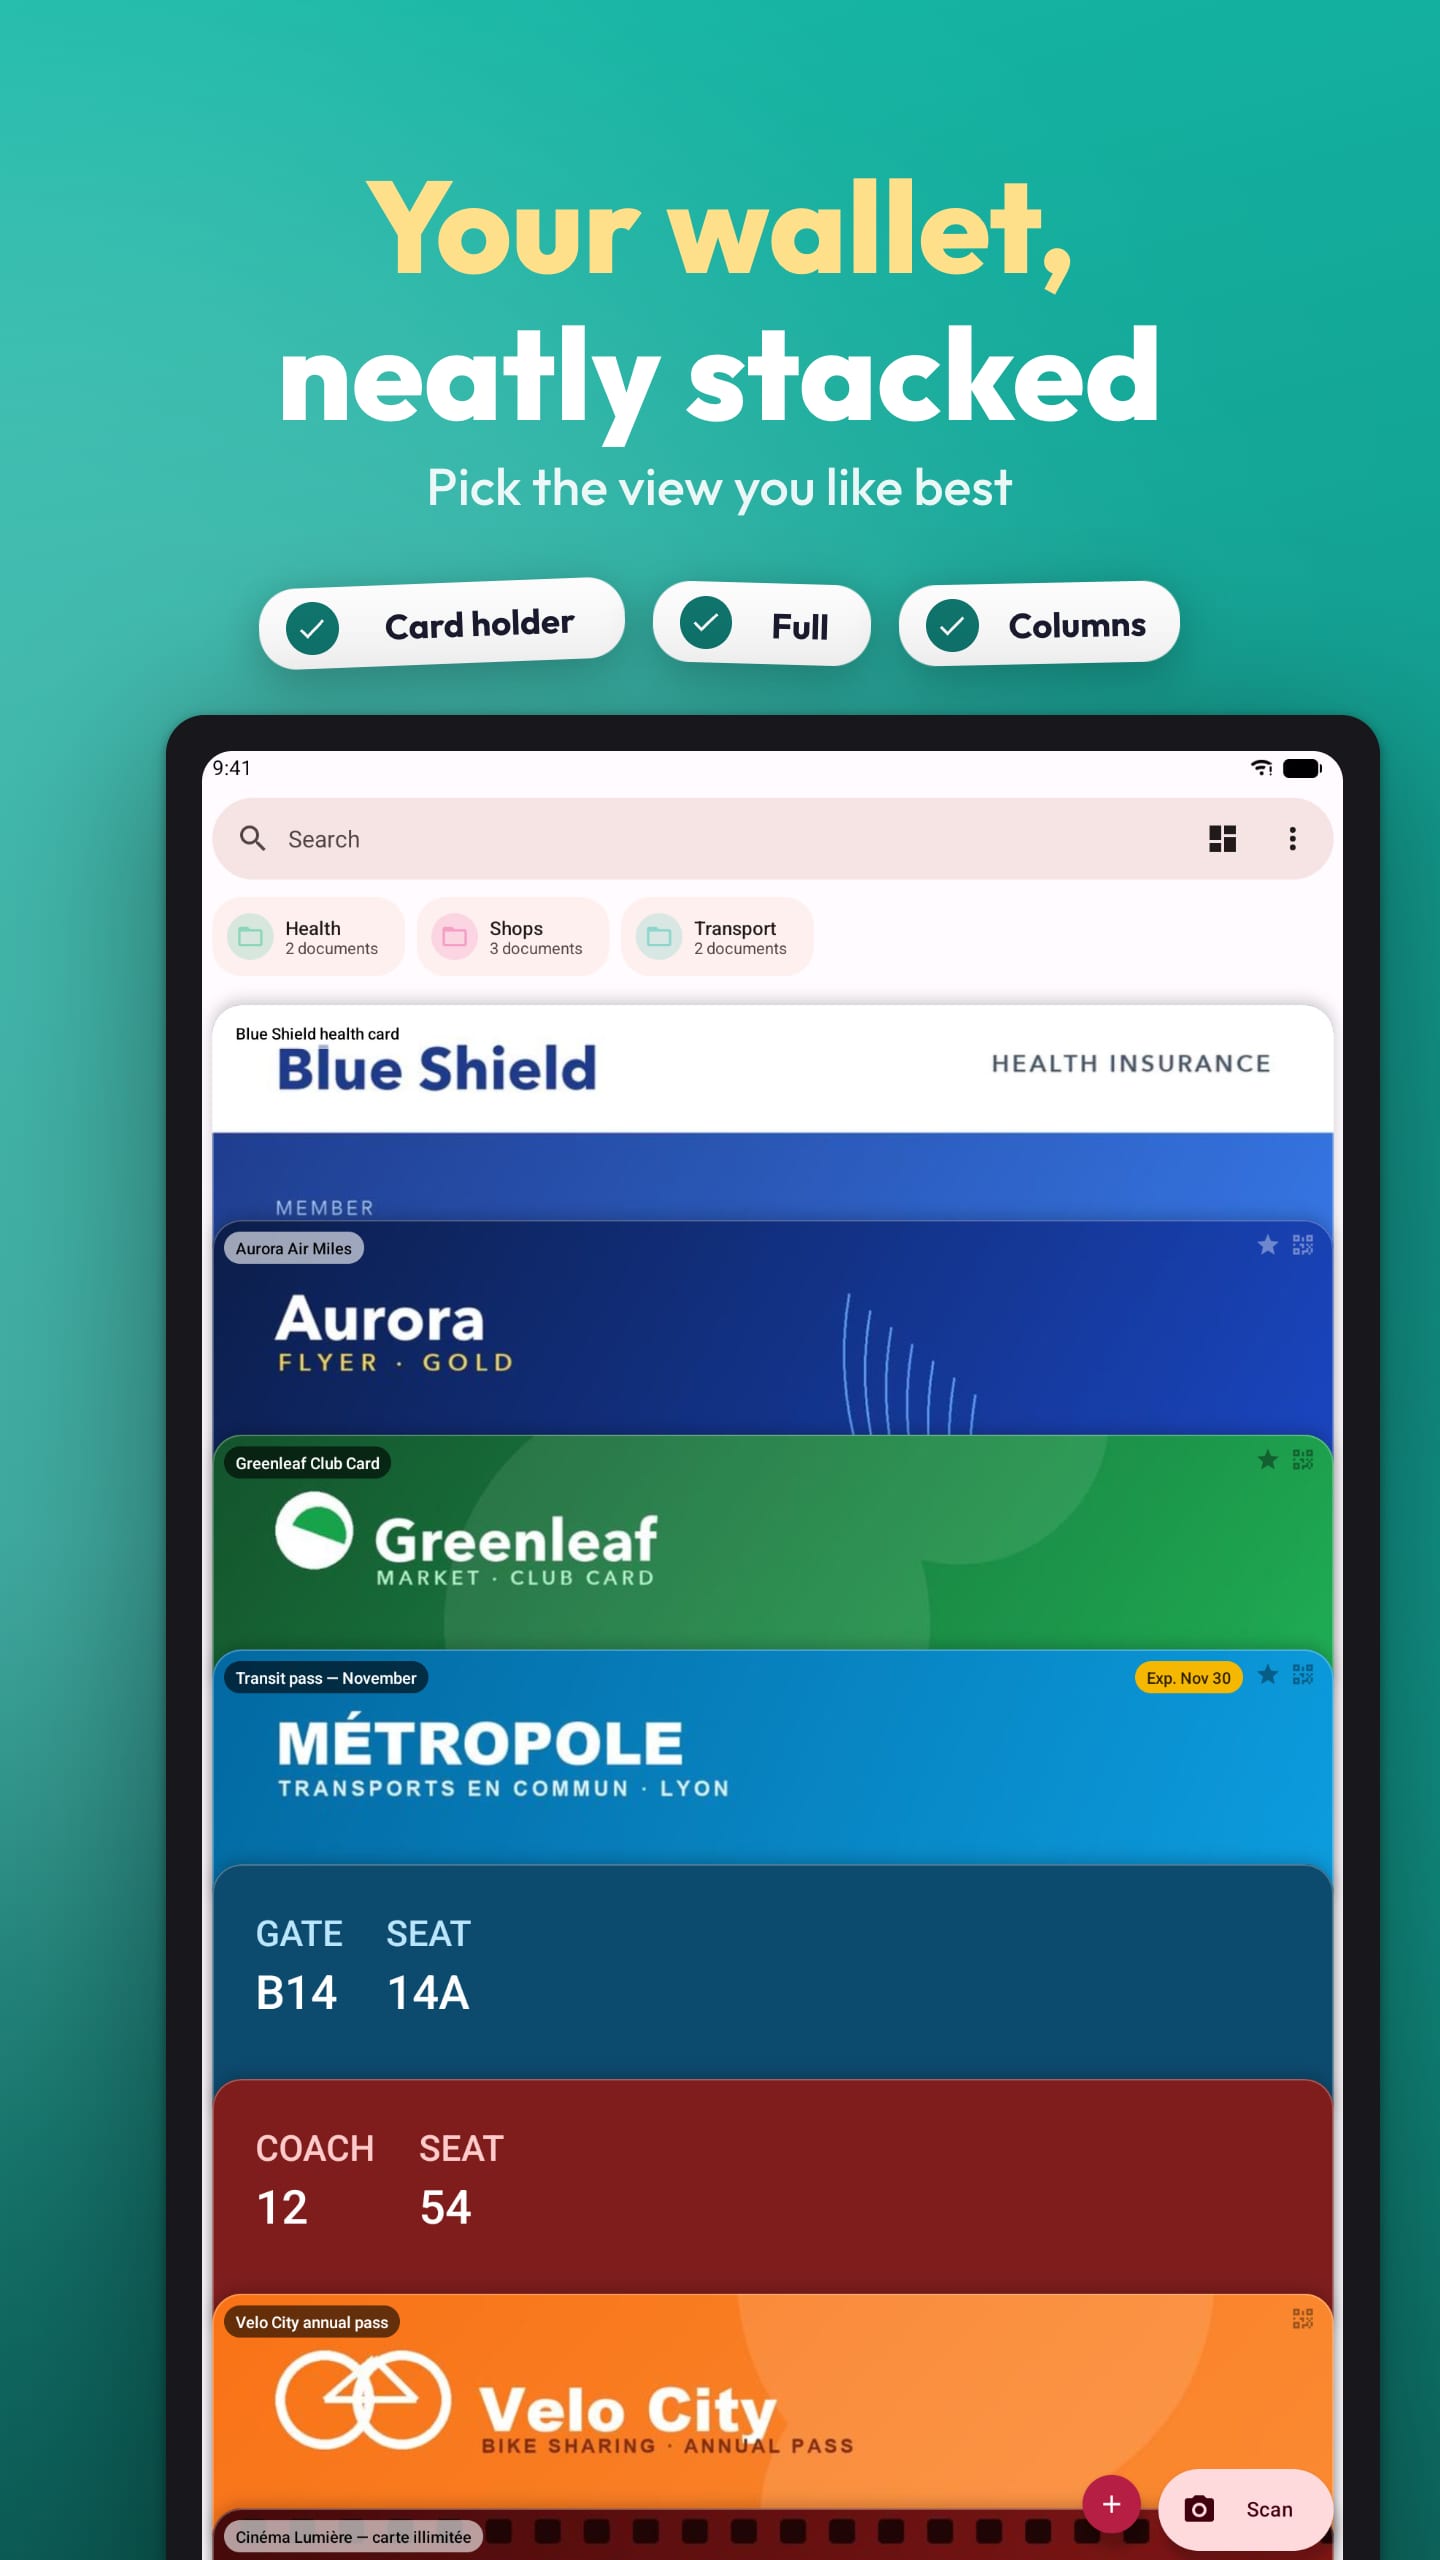 Your wallet,
neatly stacked
Pick the view you like best
Card holder
Full
Columns
9:41
Search
Health
2 documents
Shops
3 documents
Transport
2 documents
Blue Shield health card
Blue Shield
HEALTH INSURANCE
MEMBER
Aurora Air Miles
Aurora
FLYER · GOLD
Greenleaf Club Card
Greenleaf
MARKET · CLUB CARD
Transit pass — November
Exp. Nov 30
MÉTROPOLE
TRANSPORTS EN COMMUN · LYON
GATE SEAT
B14 14A
COACH SEAT
12 54
Velo City annual pass
Velo City
BIKE SHARING · ANNUAL PASS
Scan
Cinéma Lumière — carte illimitée